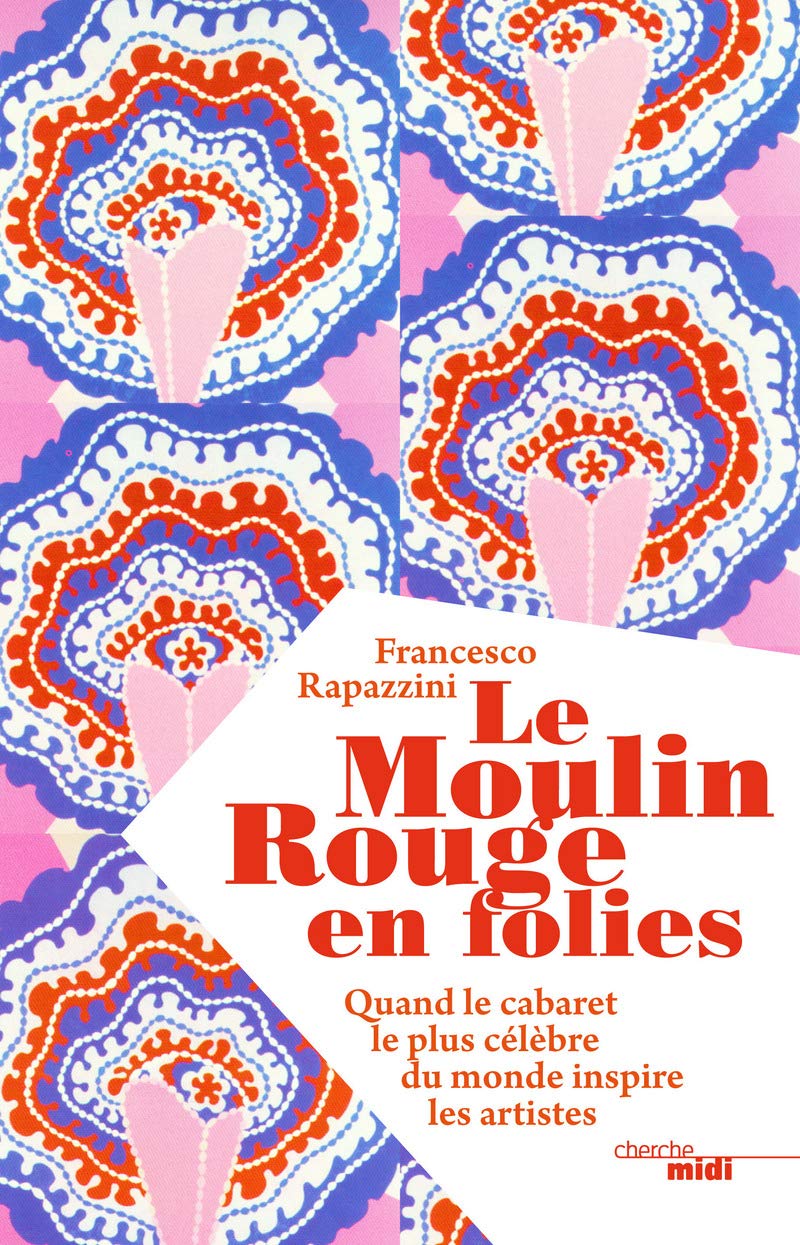 Francesco
Rapazzini
Le
Moulin
Rouge
en folies
Quand le cabaret
le plus célèbre
du monde inspire
les artistes
cherche
midi